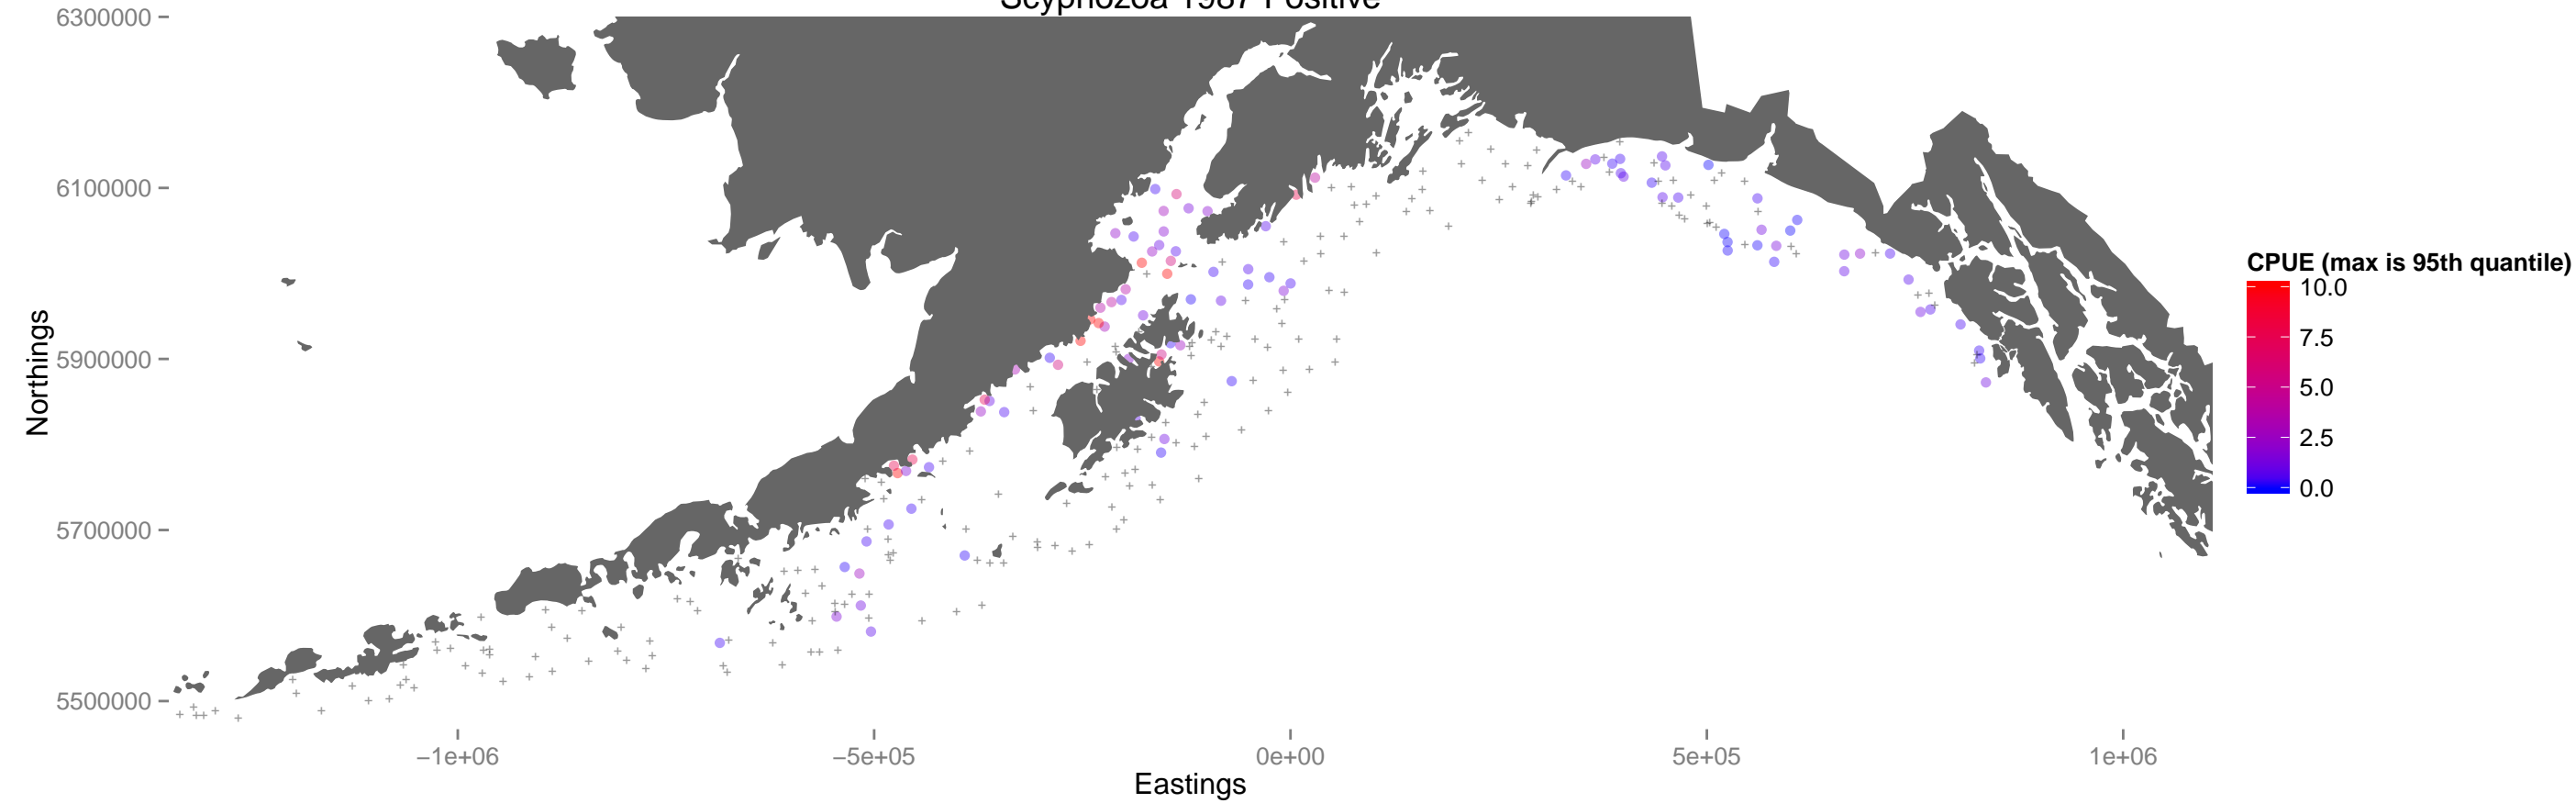 Scyphozoa 1987 Positive
6300000
6100000
5900000
5700000
5500000
Northings
−1e+06
−5e+05
0e+00
5e+05
1e+06
Eastings
CPUE (max is 95th quantile)
10.0
7.5
5.0
2.5
0.0